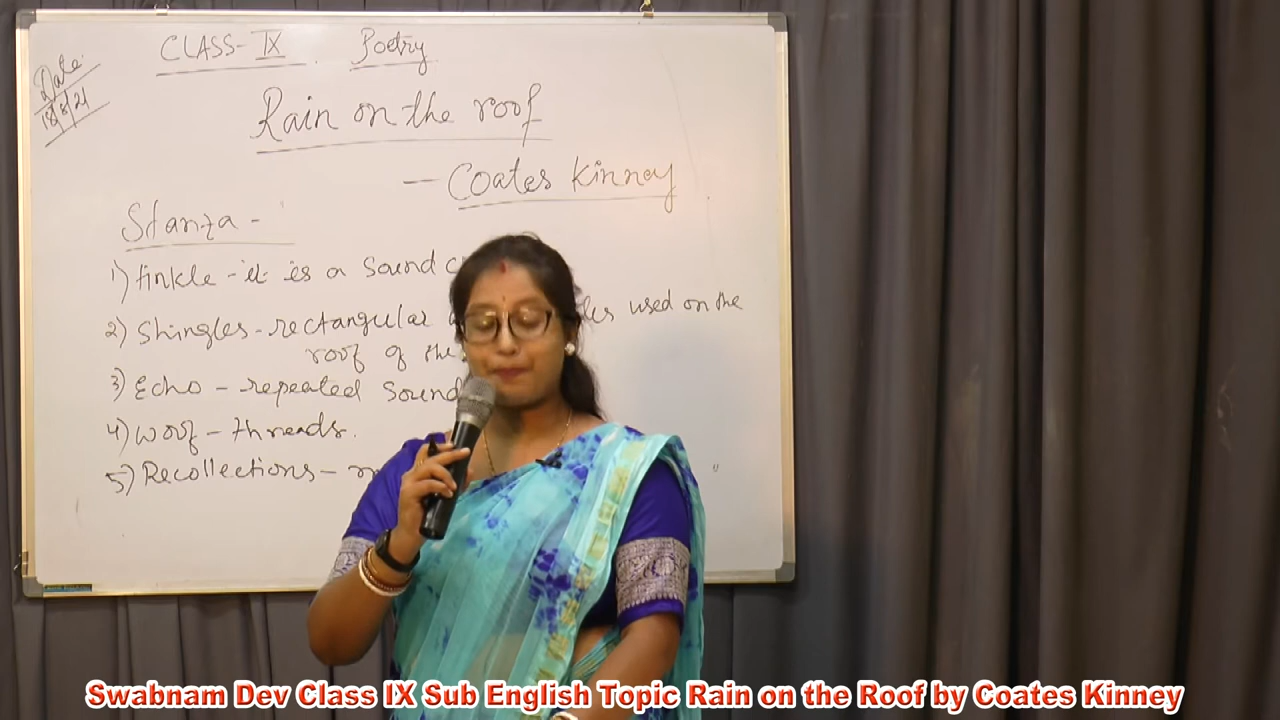 Date:
18/8/21
CLASS-IX Poetry
Rain on the roof
- Coates Kinney
Stanza -
1) tinkle - it is a sound
2) Shingles - rectangular used on the
roof of the
3) Echo - repeated sound
4) Woof - threads.
5) Recollections -
Swabnam Dev Class IX Sub English Topic Rain on the Roof by Coates Kinney